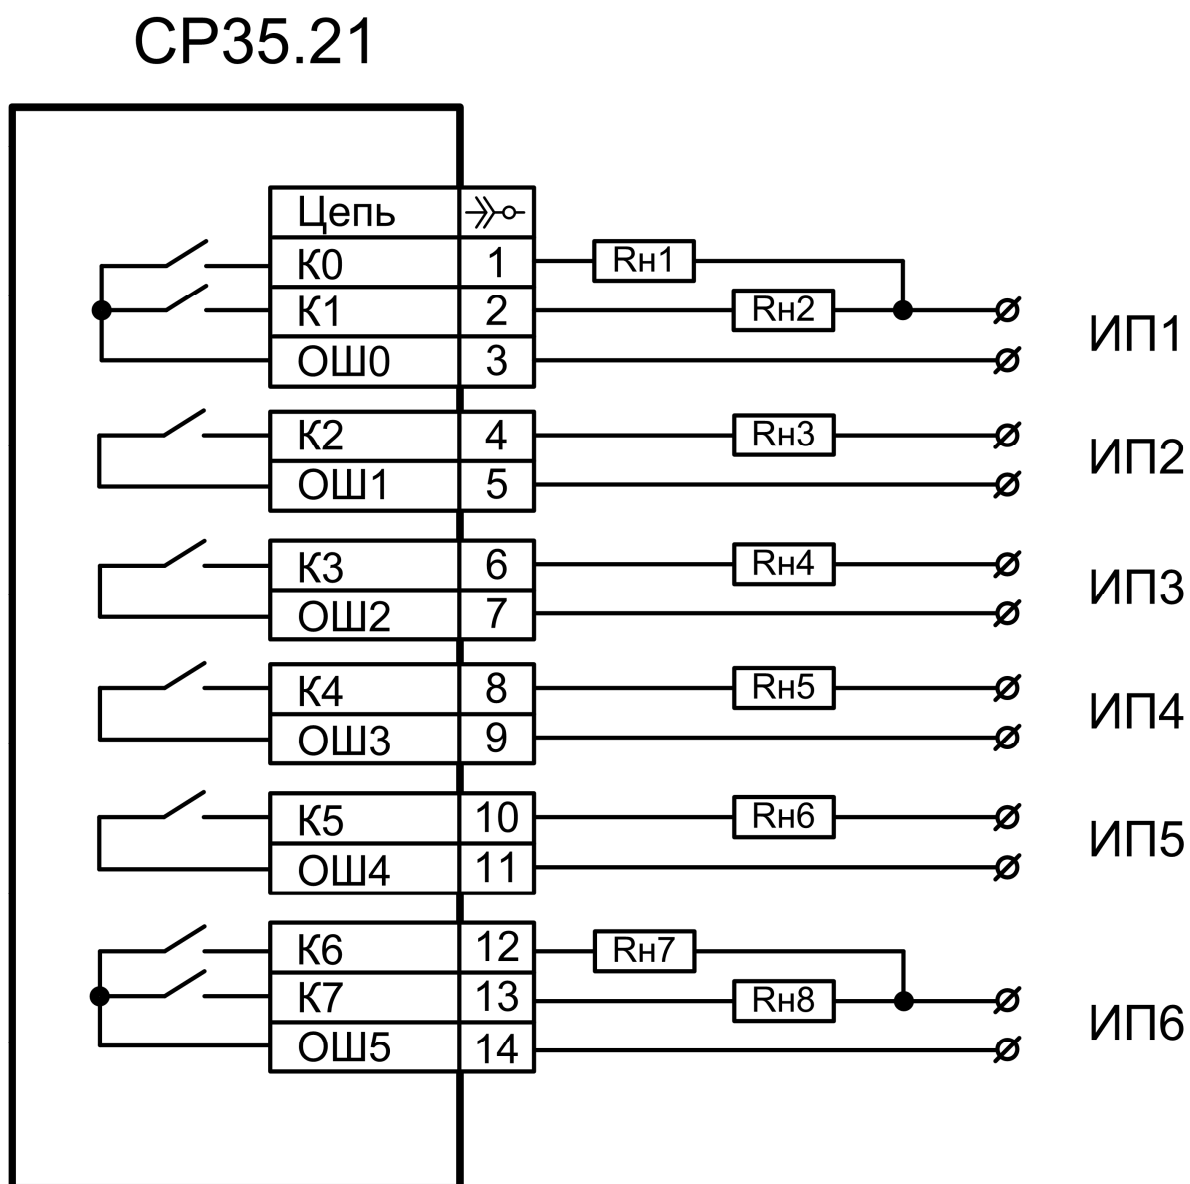 СР35.21
Цепь
К0 1 Rн1
К1 2 Rн2
ИП1
ОШ0 3
К2 4 Rн3
ИП2
ОШ1 5
К3 6 Rн4
ИП3
ОШ2 7
К4 8 Rн5
ИП4
ОШ3 9
К5 10 Rн6
ИП5
ОШ4 11
К6 12 Rн7
К7 13 Rн8
ИП6
ОШ5 14